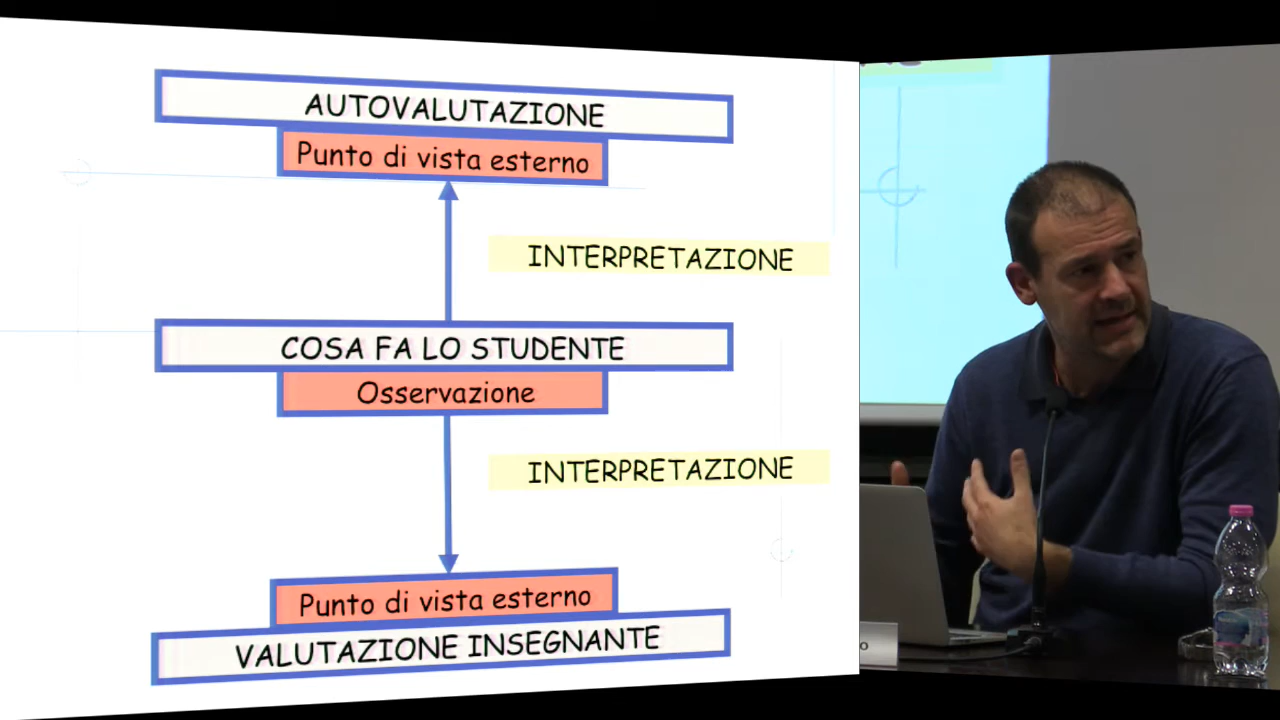 AUTOVALUTAZIONE
Punto di vista esterno
INTERPRETAZIONE
COSA FA LO STUDENTE
Osservazione
INTERPRETAZIONE
Punto di vista esterno
VALUTAZIONE INSEGNANTE